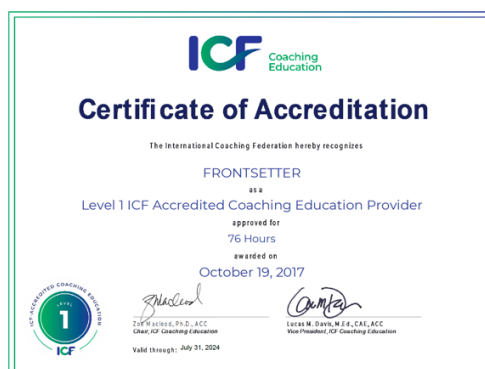 ICF Coaching
Education
Certificate of Accreditation
The International Coaching Federation hereby recognizes
FRONTSETTER
as a
Level 1 ICF Accredited Coaching Education Provider
approved for
76 Hours
awarded on
October 19, 2017
Zoë Macleod, Ph.D., ACC
Chair, ICF Coaching Education
Lucas M. Davis, M.Ed., CAE, ACC
Vice President, ICF Coaching Education
Valid through: July 31, 2024
ICF-ACCREDITED COACHING EDUCATION
LEVEL
1
ICF